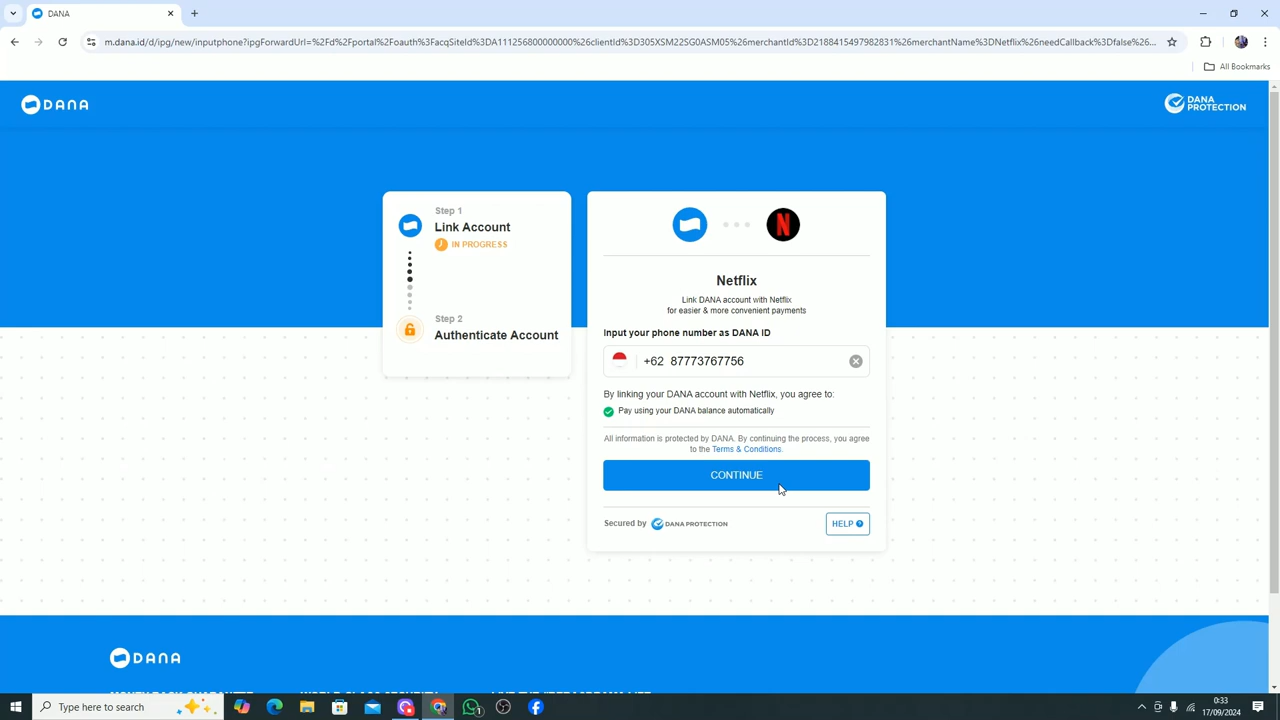 DANA
m.dana.id/d/ipg/new/inputphone?ipgForwardUrl=%2Fd%2Fportal%2Foauth%3FacqSiteId%3DA111256800000000%26clientId%3D305XSM22SG0ASM05%26merchantId%3D2188415497982831%26merchantName%3DNetflix%26needCallback%3Dfalse%26...
All Bookmarks
DANA
DANA PROTECTION
Step 1
Link Account
IN PROGRESS
Step 2
Authenticate Account
N
Netflix
Link DANA account with Netflix
for easier & more convenient payments
Input your phone number as DANA ID
+62 87773767756
By linking your DANA account with Netflix, you agree to:
Pay using your DANA balance automatically
All information is protected by DANA. By continuing the process, you agree
to the Terms & Conditions.
CONTINUE
Secured by DANA PROTECTION
HELP
DANA
Type here to search
1
0:33
17/09/2024